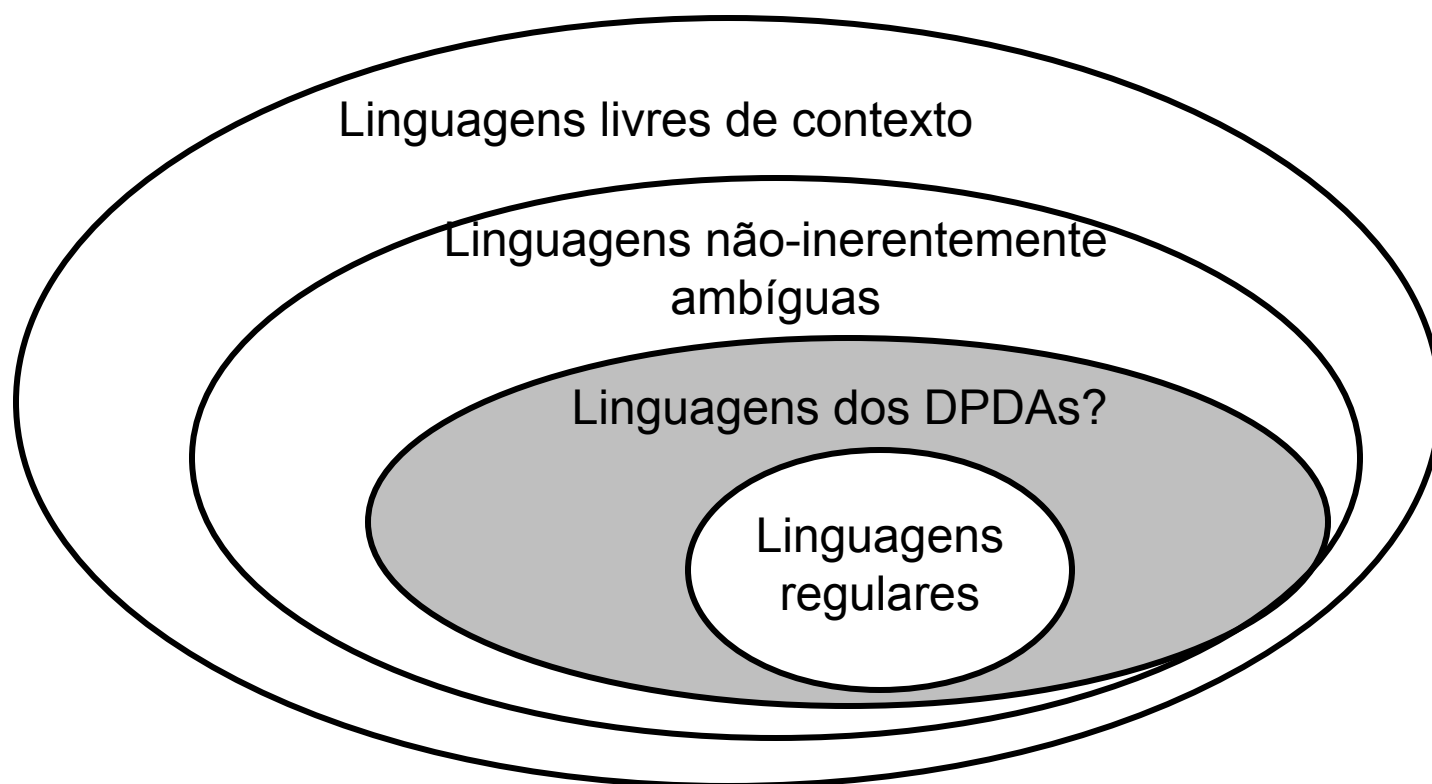 Linguagens livres de contexto
Linguagens não-inerentemente
ambíguas
Linguagens dos DPDAs?
Linguagens
regulares